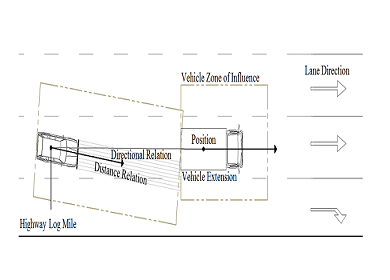 Lane Direction
Vehicle Zone of Influence
Position
Directional Relation
Distance Relation
Vehicle Extension
Highway Log Mile